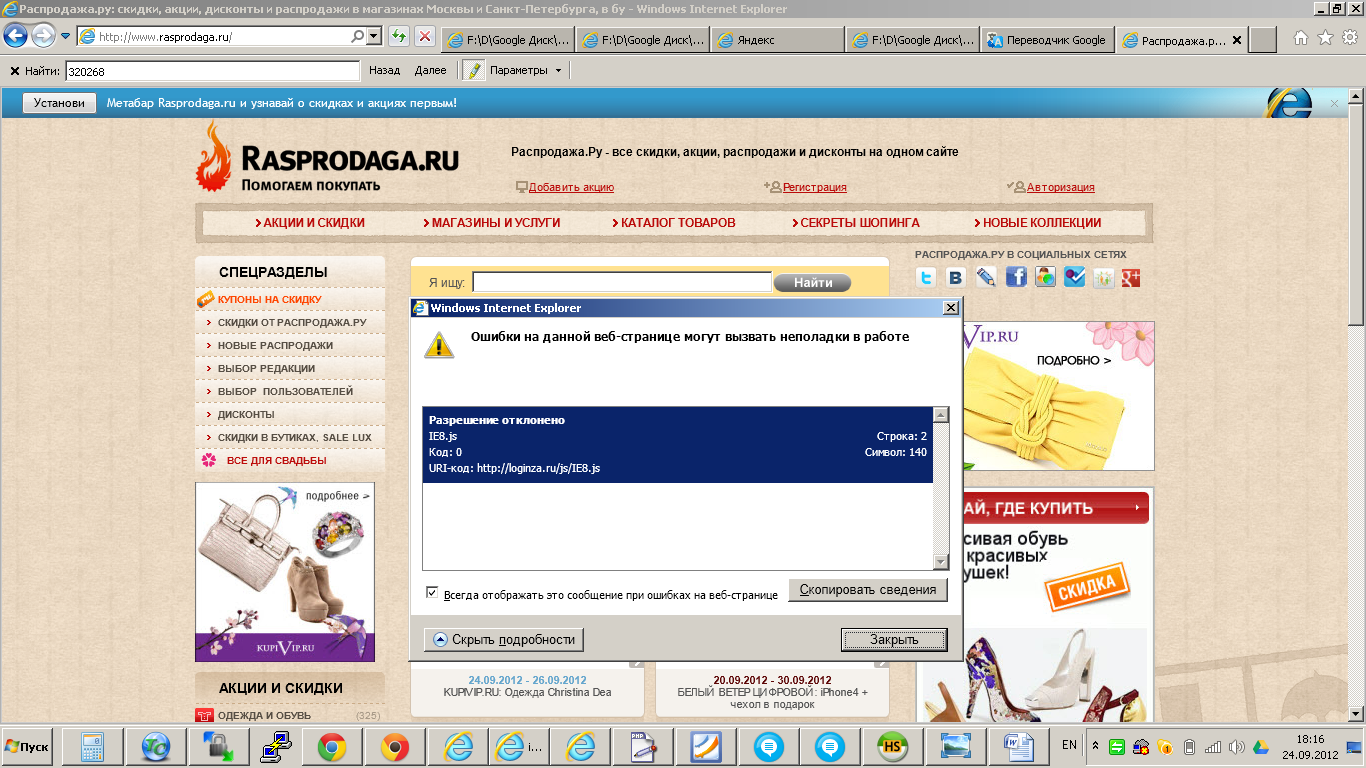 Распродажа.ру: скидки, акции, дисконты и распродажи в магазинах Москвы и Санкт-Петербурга, в бу - Windows Internet Explorer
http://www.rasprodaga.ru/
F:\D\Google Диск\...
F:\D\Google Диск\...
Яндекс
F:\D\Google Диск\...
Переводчик Google
Распродажа.р...
Найти: 320268 Назад Далее Параметры
Установи Метабар Rasprodaga.ru и узнавай о скидках и акциях первым!
RASPRODAGA.RU
ПОМОГАЕМ ПОКУПАТЬ
Распродажа.Ру - все скидки, акции, распродажи и дисконты на одном сайте
Добавить акцию Регистрация Авторизация
АКЦИИ И СКИДКИ МАГАЗИНЫ И УСЛУГИ КАТАЛОГ ТОВАРОВ СЕКРЕТЫ ШОПИНГА НОВЫЕ КОЛЛЕКЦИИ
СПЕЦРАЗДЕЛЫ
КУПОНЫ НА СКИДКУ
СКИДКИ ОТ РАСПРОДАЖА.РУ
НОВЫЕ РАСПРОДАЖИ
ВЫБОР РЕДАКЦИИ
ВЫБОР ПОЛЬЗОВАТЕЛЕЙ
ДИСКОНТЫ
СКИДКИ В БУТИКАХ, SALE LUX
ВСЕ ДЛЯ СВАДЬБЫ
подробнее >
KUPIVIP.RU
АКЦИИ И СКИДКИ
ОДЕЖДА И ОБУВЬ (325)
Я ищу: Найти
РАСПРОДАЖА.РУ В СОЦИАЛЬНЫХ СЕТЯХ
Windows Internet Explorer
Ошибки на данной веб-странице могут вызвать неполадки в работе
Разрешение отклонено
IE8.js Строка: 2
Код: 0 Символ: 140
URI-код: http://loginza.ru/js/IE8.js
Всегда отображать это сообщение при ошибках на веб-странице
Скопировать сведения
Скрыть подробности
Закрыть
VIP.RU
ПОДРОБНО >
АЙ, ГДЕ КУПИТЬ
сивая обувь
красивых
ушек!
СКИДКА
24.09.2012 - 26.09.2012
KUPIVIP.RU: Одежда Christina Dea
20.09.2012 - 30.09.2012
БЕЛЫЙ ВЕТЕР ЦИФРОВОЙ: iPhone4 +
чехол в подарок
Пуск
i...
PHP
HS
EN
18:16
24.09.2012